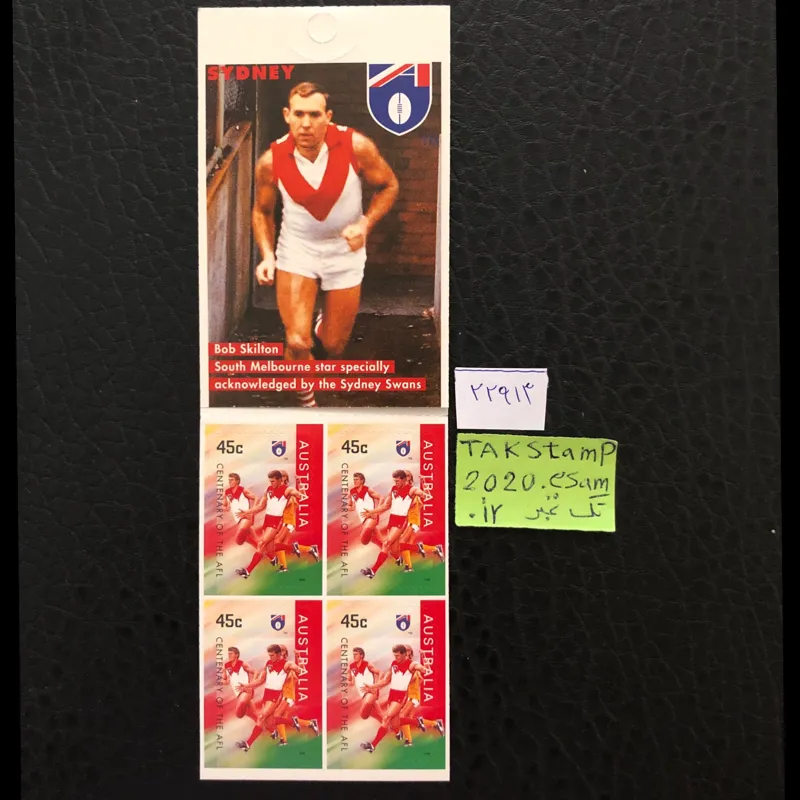 SYDNEY
Bob Skilton
South Melbourne star specially
acknowledged by the Sydney Swans
۲۲۹۱۳
TAKStamp
2020.esam
تک تمبر
۰۱۲
45c
AUSTRALIA
CENTENARY OF THE AFL
45c
AUSTRALIA
CENTENARY OF THE AFL
45c
AUSTRALIA
CENTENARY OF THE AFL
45c
AUSTRALIA
CENTENARY OF THE AFL